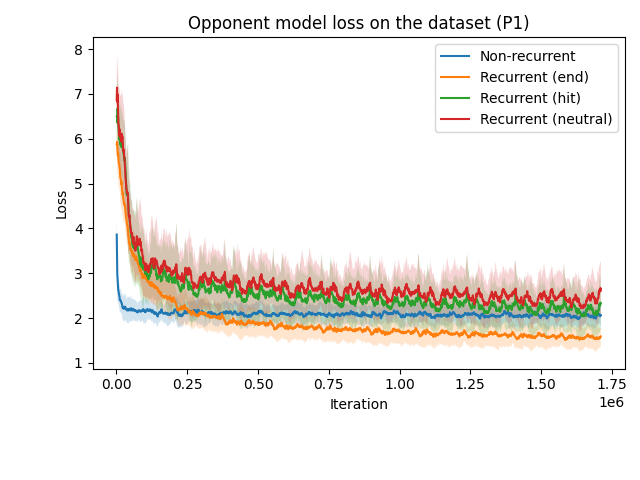 Opponent model loss on the dataset (P1)
Non-recurrent
Recurrent (end)
Recurrent (hit)
Recurrent (neutral)
Loss
8
7
6
5
4
3
2
1
0.00 0.25 0.50 0.75 1.00 1.25 1.50 1.75
1e6
Iteration